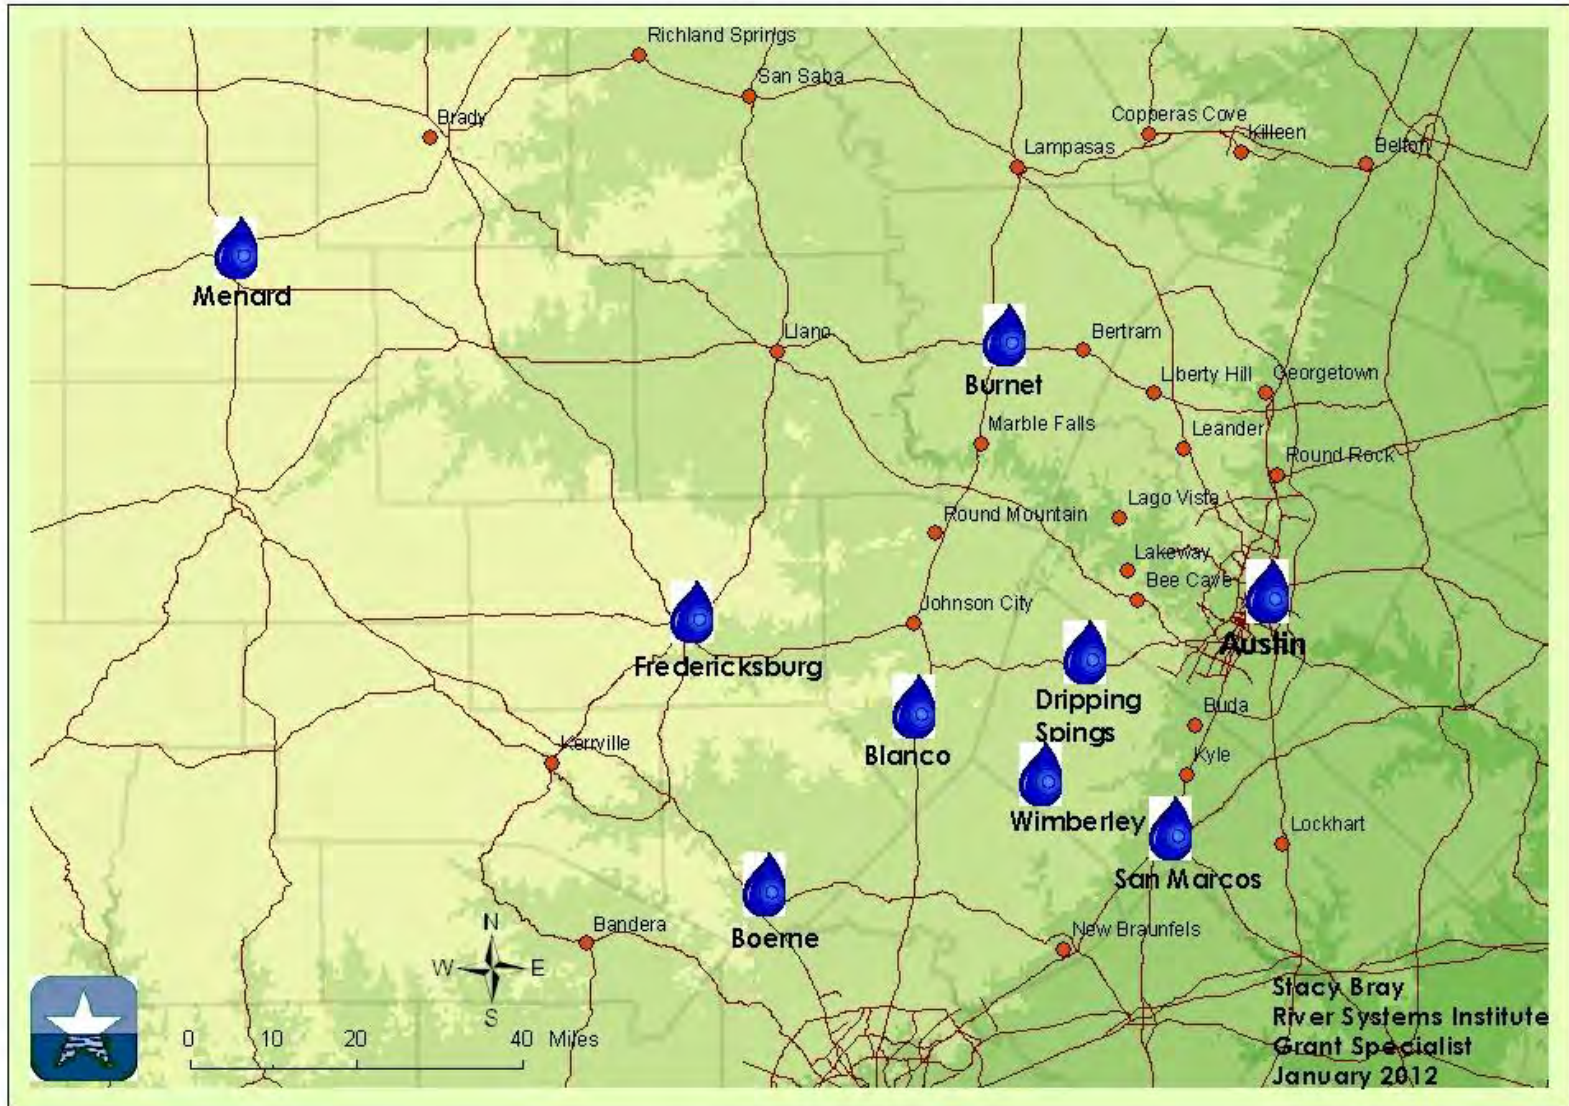 Richland Springs
San Saba
Brady
Copperas Cove
Killeen
Lampasas
Belton
Menard
Llano
Bertram
Burnet
Liberty Hill
Georgetown
Marble Falls
Leander
Round Rock
Lago Vista
Round Mountain
Lakeway
Bee Cave
Johnson City
Austin
Fredericksburg
Dripping
Spings
Buda
Blanco
Kerrville
Kyle
Wimberley
Lockhart
San Marcos
Bandera
Boerne
New Braunfels
N
W E
S
0 10 20 40 Miles
Stacy Bray
River Systems Institute
Grant Specialist
January 2012